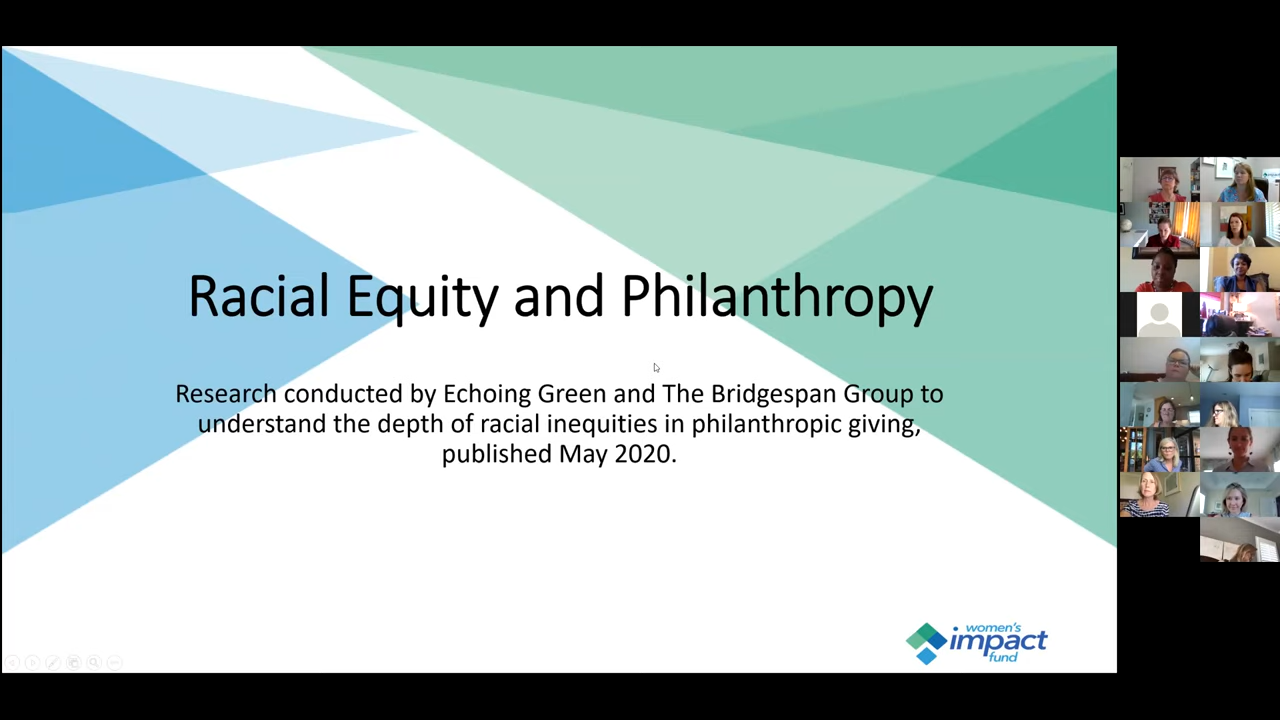 Racial Equity and Philanthropy
Research conducted by Echoing Green and The Bridgespan Group to
understand the depth of racial inequities in philanthropic giving,
published May 2020.
women's
impact
fund